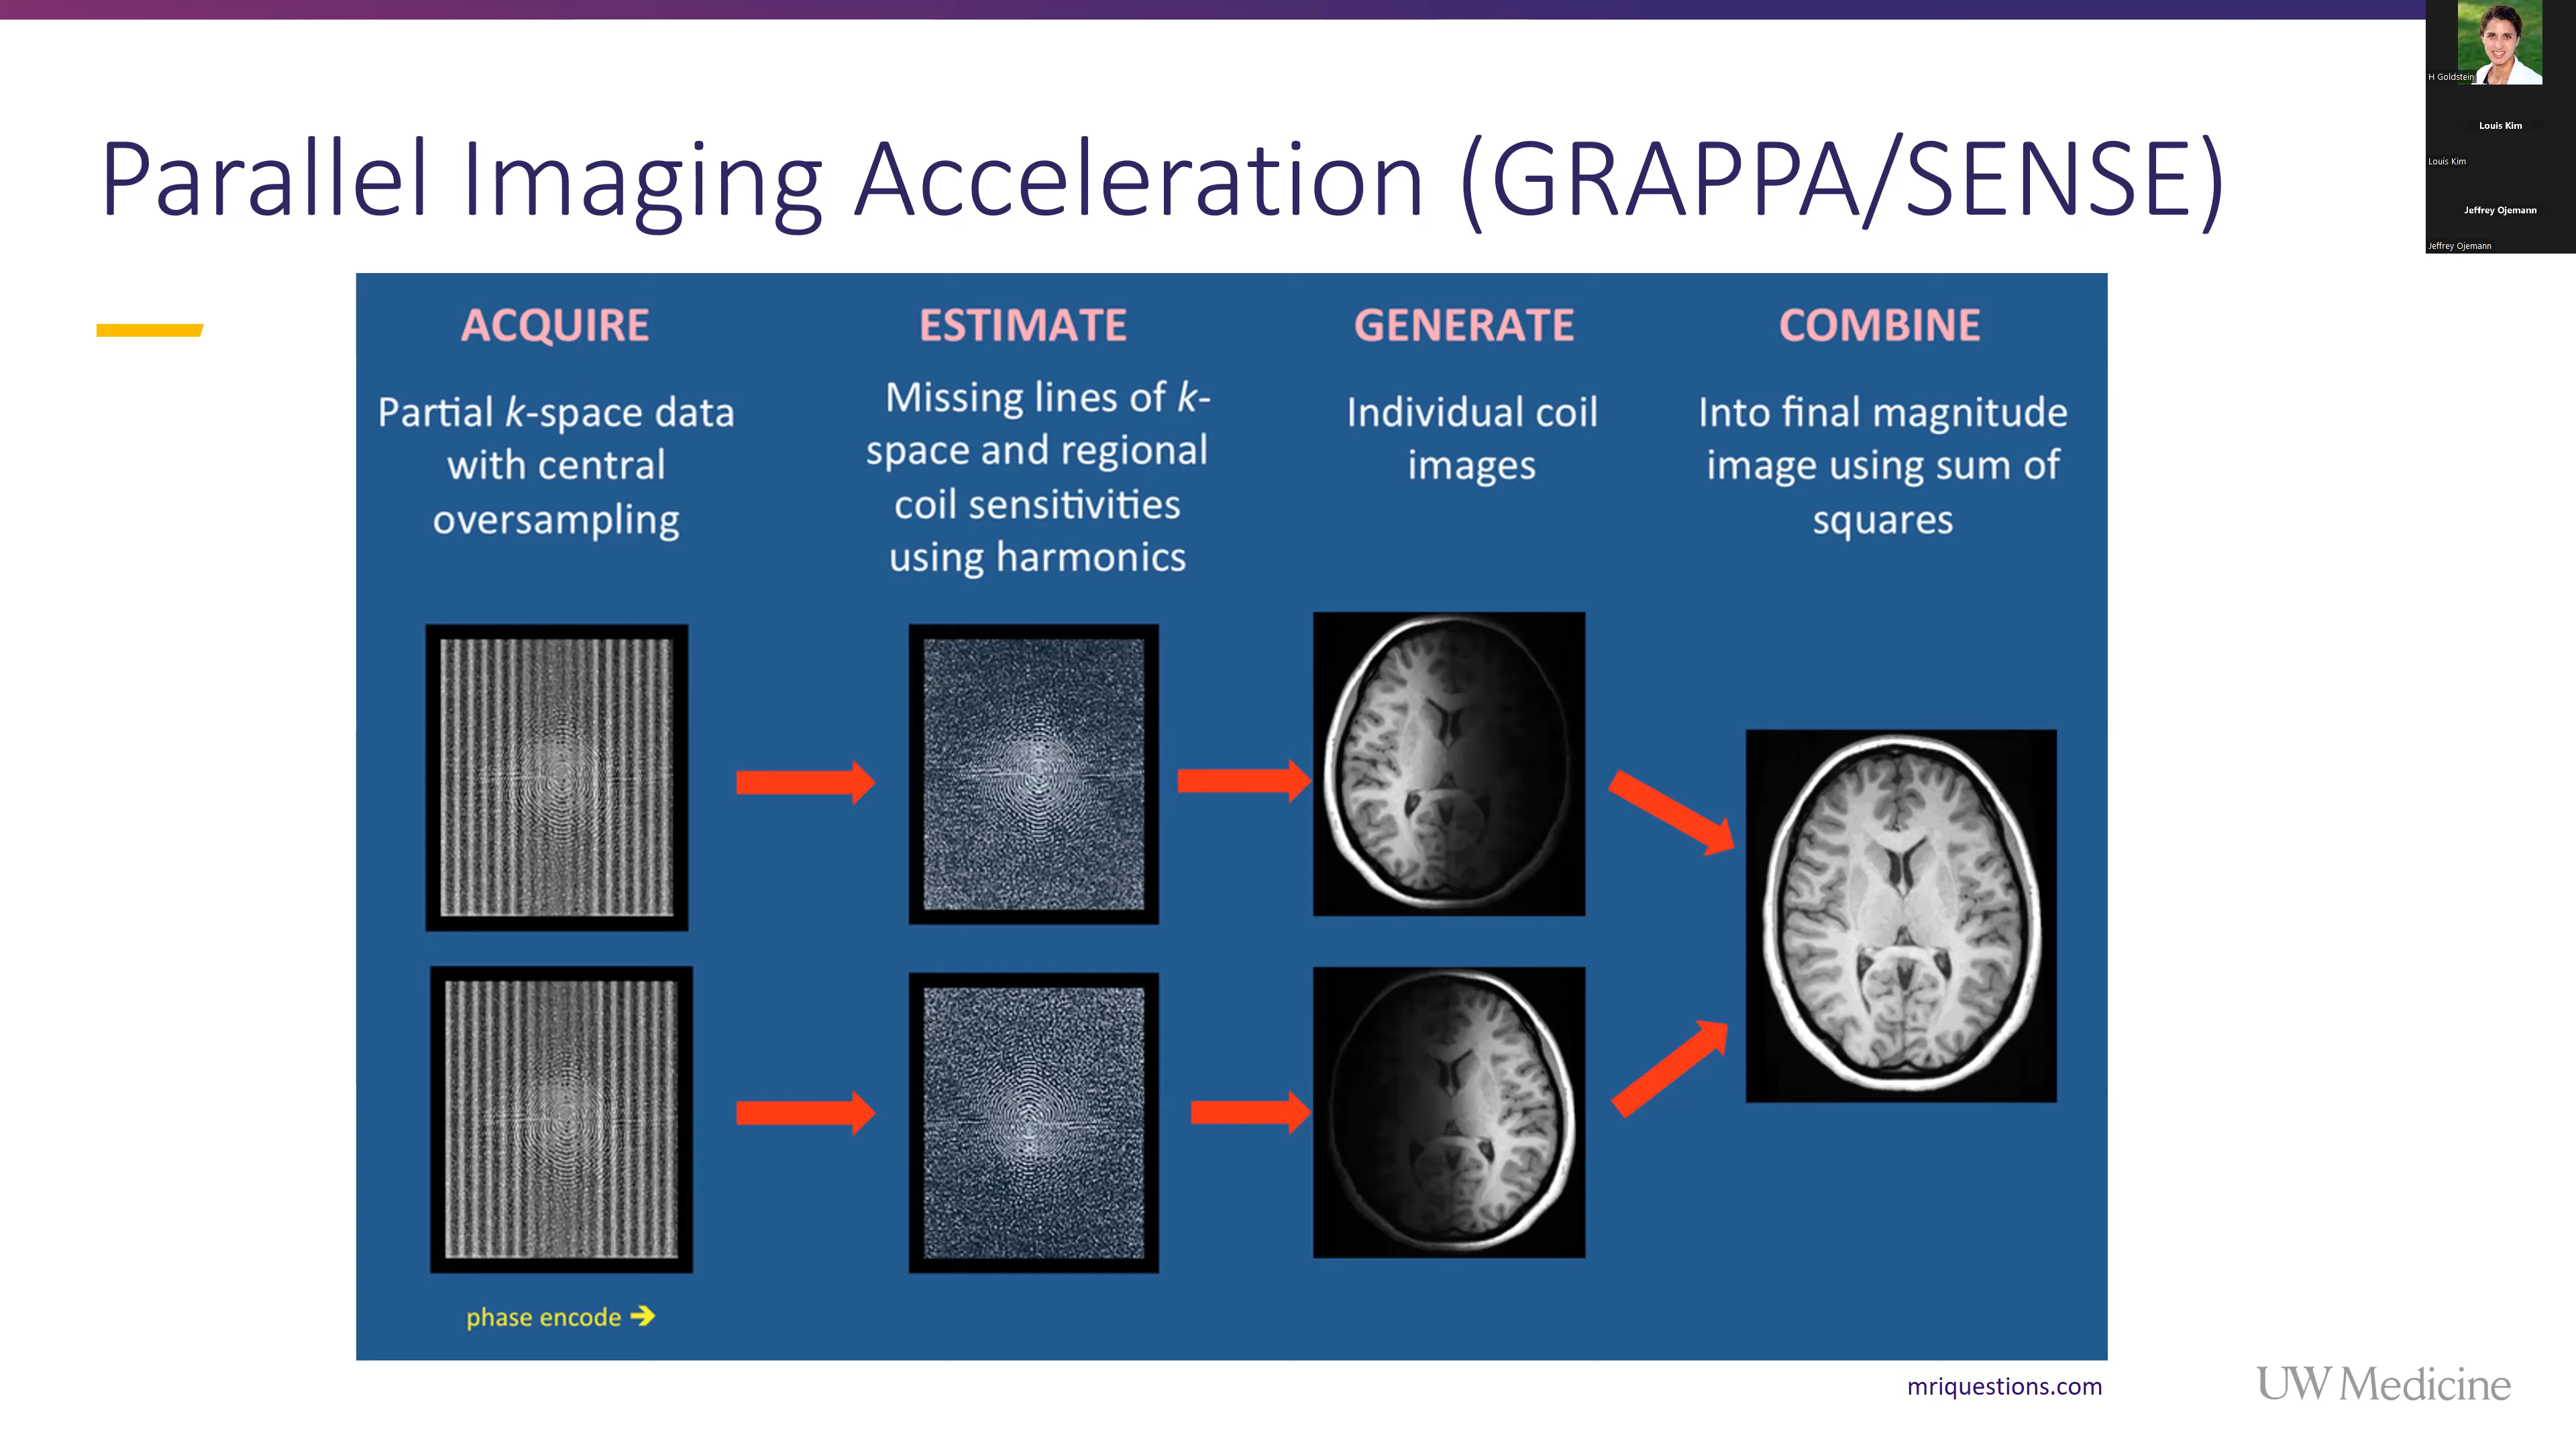 Parallel Imaging Acceleration (GRAPPA/SENSE)
H Goldstein
Louis Kim
Louis Kim
Jeffrey Ojemann
Jeffrey Ojemann
ACQUIRE
Partial k-space data
with central
oversampling
ESTIMATE
Missing lines of k-
space and regional
coil sensitivities
using harmonics
GENERATE
Individual coil
images
COMBINE
Into final magnitude
image using sum of
squares
phase encode ➔
mriquestions.com
UW Medicine